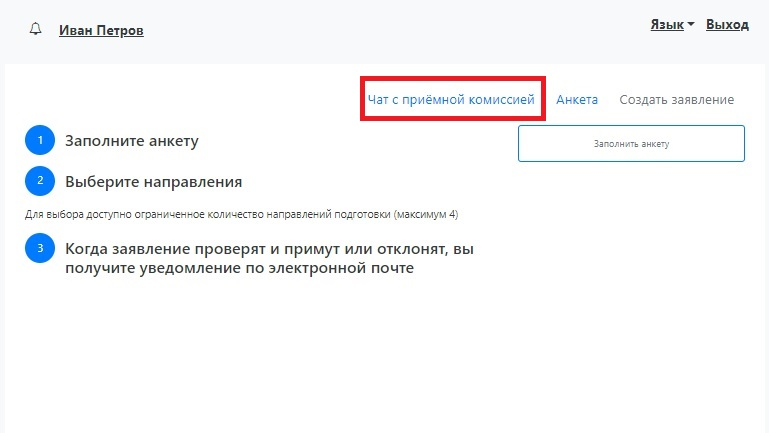 Иван Петров
Язык Выход
Чат с приёмной комиссией Анкета Создать заявление
1 Заполните анкету
Заполнить анкету
2 Выберите направления
Для выбора доступно ограниченное количество направлений подготовки (максимум 4)
3 Когда заявление проверят и примут или отклонят, вы
получите уведомление по электронной почте